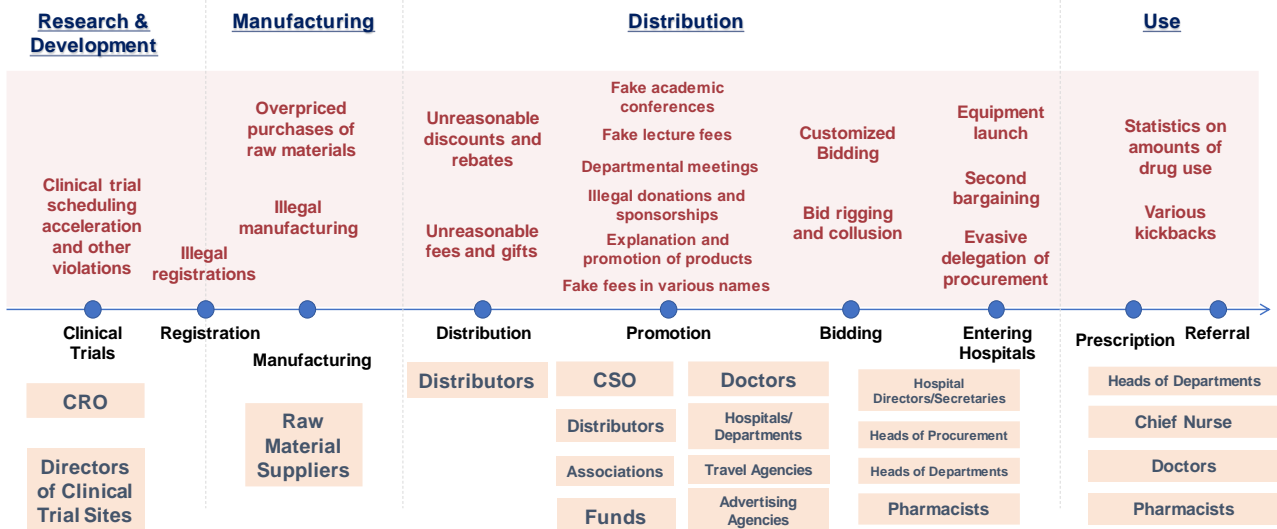 Research &
Development
Manufacturing
Distribution
Use
Clinical trial
scheduling
acceleration
and other
violations
Illegal
registrations
Overpriced
purchases of
raw materials
Illegal
manufacturing
Unreasonable
discounts and
rebates
Unreasonable
fees and gifts
Fake academic
conferences
Fake lecture fees
Departmental meetings
Illegal donations and
sponsorships
Explanation and
promotion of products
Fake fees in various names
Customized
Bidding
Bid rigging
and collusion
Equipment
launch
Second
bargaining
Evasive
delegation of
procurement
Statistics on
amounts of
drug use
Various
kickbacks
Clinical
Trials
Registration
Manufacturing
Distribution
Promotion
Bidding
Entering
Hospitals
Prescription
Referral
CRO
Directors
of Clinical
Trial Sites
Raw
Material
Suppliers
Distributors
CSO
Distributors
Associations
Funds
Doctors
Hospitals/
Departments
Travel Agencies
Advertising
Agencies
Hospital
Directors/Secretaries
Heads of Procurement
Heads of Departments
Pharmacists
Heads of Departments
Chief Nurse
Doctors
Pharmacists